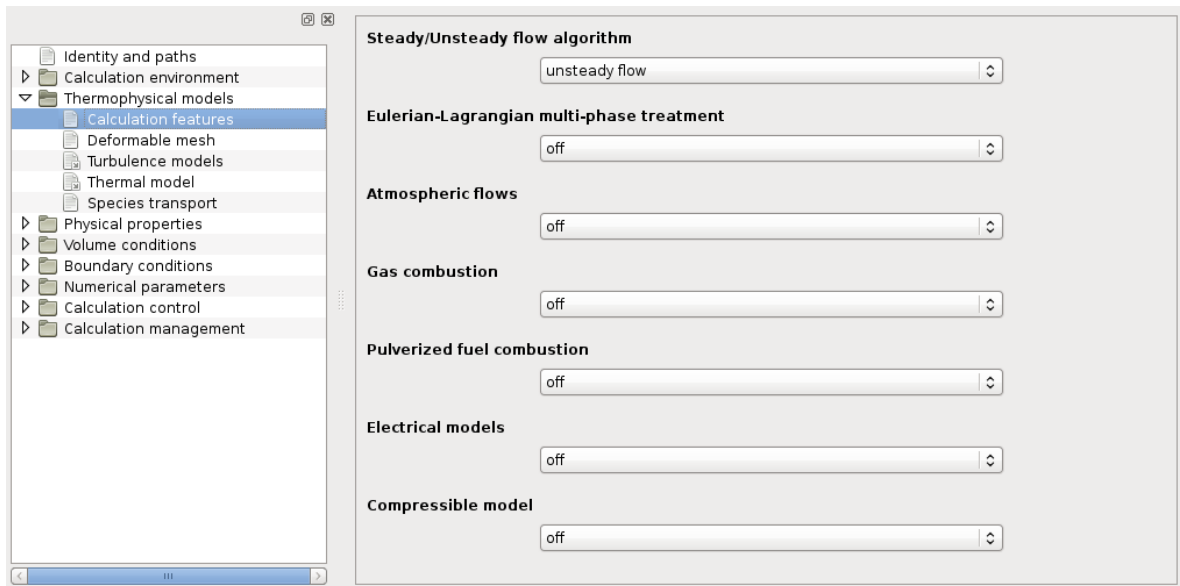 Identity and paths
Calculation environment
Thermophysical models
Calculation features
Deformable mesh
Turbulence models
Thermal model
Species transport
Physical properties
Volume conditions
Boundary conditions
Numerical parameters
Calculation control
Calculation management
Steady/Unsteady flow algorithm
unsteady flow
Eulerian-Lagrangian multi-phase treatment
off
Atmospheric flows
off
Gas combustion
off
Pulverized fuel combustion
off
Electrical models
off
Compressible model
off